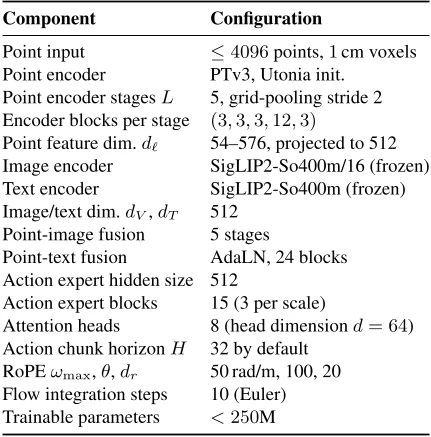 Component Configuration
Point input ≤ 4096 points, 1 cm voxels
Point encoder PTv3, Utonia init.
Point encoder stages L 5, grid-pooling stride 2
Encoder blocks per stage (3, 3, 3, 12, 3)
Point feature dim. dℓ 54–576, projected to 512
Image encoder SigLIP2-So400m/16 (frozen)
Text encoder SigLIP2-So400m (frozen)
Image/text dim. dV, dT 512
Point-image fusion 5 stages
Point-text fusion AdaLN, 24 blocks
Action expert hidden size 512
Action expert blocks 15 (3 per scale)
Attention heads 8 (head dimension d = 64)
Action chunk horizon H 32 by default
RoPE ωmax, θ, dr 50 rad/m, 100, 20
Flow integration steps 10 (Euler)
Trainable parameters < 250M